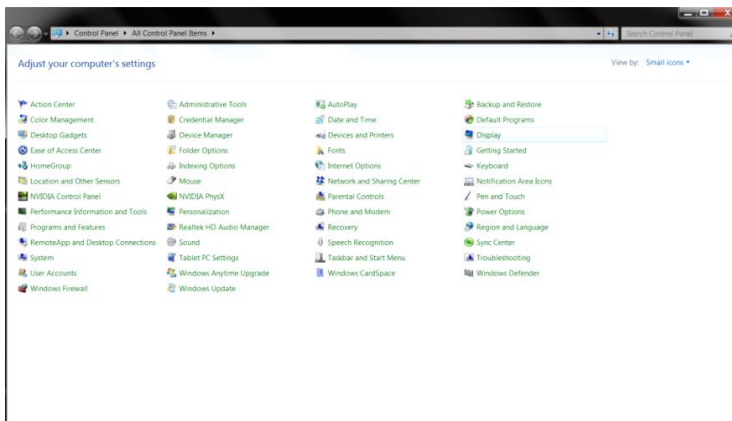 Control Panel All Control Panel Items Search Control Panel
Adjust your computer's settings View by: Small icons
Action Center Administrative Tools AutoPlay Backup and Restore
Color Management Credential Manager Date and Time Default Programs
Desktop Gadgets Device Manager Devices and Printers Display
Ease of Access Center Folder Options Fonts Getting Started
HomeGroup Indexing Options Internet Options Keyboard
Location and Other Sensors Mouse Network and Sharing Center Notification Area Icons
NVIDIA Control Panel NVIDIA PhysX Parental Controls Pen and Touch
Performance Information and Tools Personalization Phone and Modem Power Options
Programs and Features Realtek HD Audio Manager Recovery Region and Language
RemoteApp and Desktop Connections Sound Speech Recognition Sync Center
System Tablet PC Settings Taskbar and Start Menu Troubleshooting
User Accounts Windows Anytime Upgrade Windows CardSpace Windows Defender
Windows Firewall Windows Update